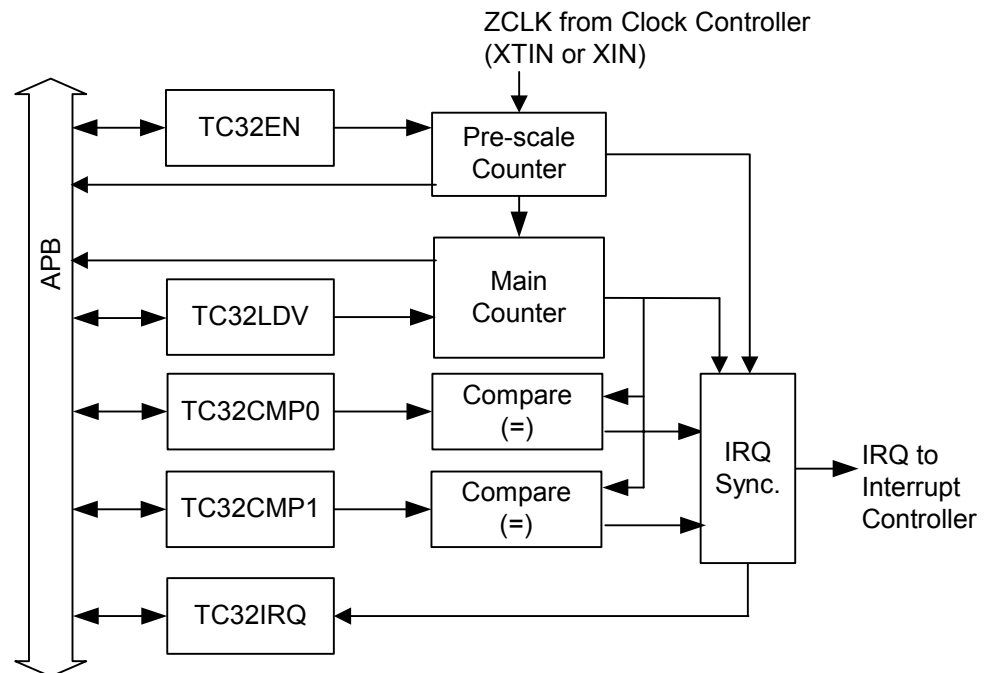 ZCLK from Clock Controller
(XTIN or XIN)
TC32EN
Pre-scale
Counter
APB
Main
Counter
TC32LDV
TC32CMP0
Compare
(=)
IRQ
Sync.
IRQ to
Interrupt
Controller
TC32CMP1
Compare
(=)
TC32IRQ